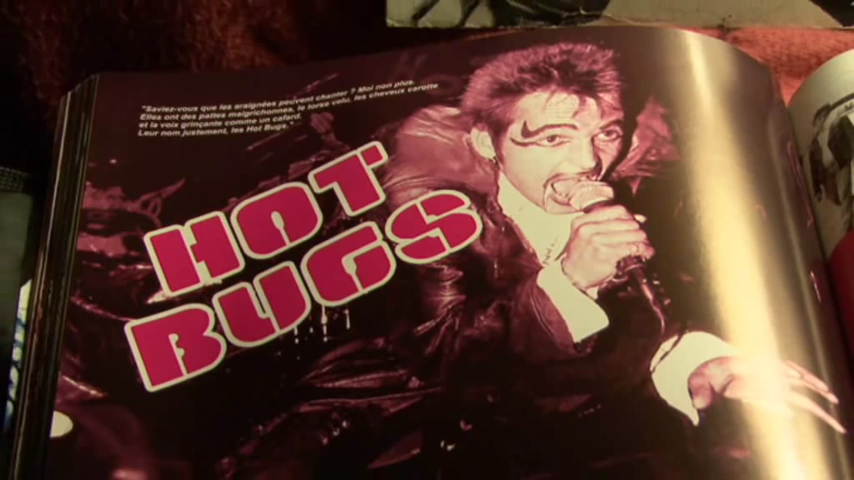 "Saviez-vous que les araignées peuvent chanter ? Moi non plus.
Elles ont des pattes maigrichonnes, le torse velu, les cheveux carotte
et la voix grinçante comme un cafard.
Leur nom justement, les Hot Bugs."
HOT
BUGS